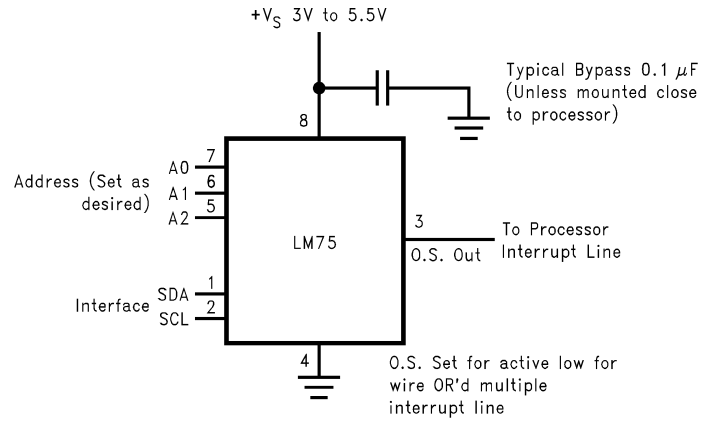 +VS 3V to 5.5V
Typical Bypass 0.1 μF
(Unless mounted close
to processor)
8
Address (Set as
desired)
A0 7
A1 6
A2 5
LM75
3
O.S. Out
To Processor
Interrupt Line
Interface
SDA 1
SCL 2
4
O.S. Set for active low for
wire OR'd multiple
interrupt line